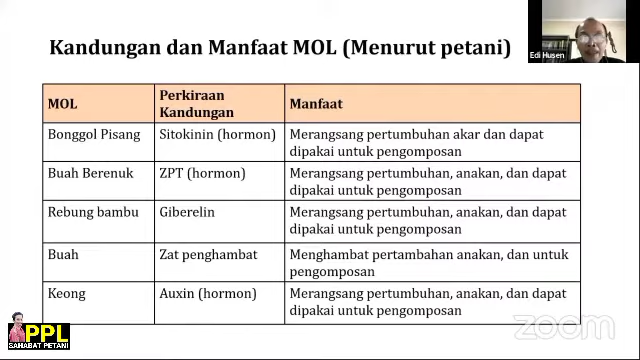 Kandungan dan Manfaat MOL (Menurut petani)
Edi Husen
MOL
Perkiraan
Kandungan
Manfaat
Bonggol Pisang
Sitokinin (hormon)
Merangsang pertumbuhan akar dan dapat
dipakai untuk pengomposan
Buah Berenuk
ZPT (hormon)
Merangsang pertumbuhan, anakan, dan dapat
dipakai untuk pengomposan
Rebung bambu
Giberelin
Merangsang pertumbuhan, anakan, dan dapat
dipakai untuk pengomposan
Buah
Zat penghambat
Menghambat pertambahan anakan, dan untuk
pengomposan
Keong
Auxin (hormon)
Merangsang pertumbuhan, anakan, dan dapat
dipakai untuk pengomposan
PPL
SAHABAT PETANI
zoom